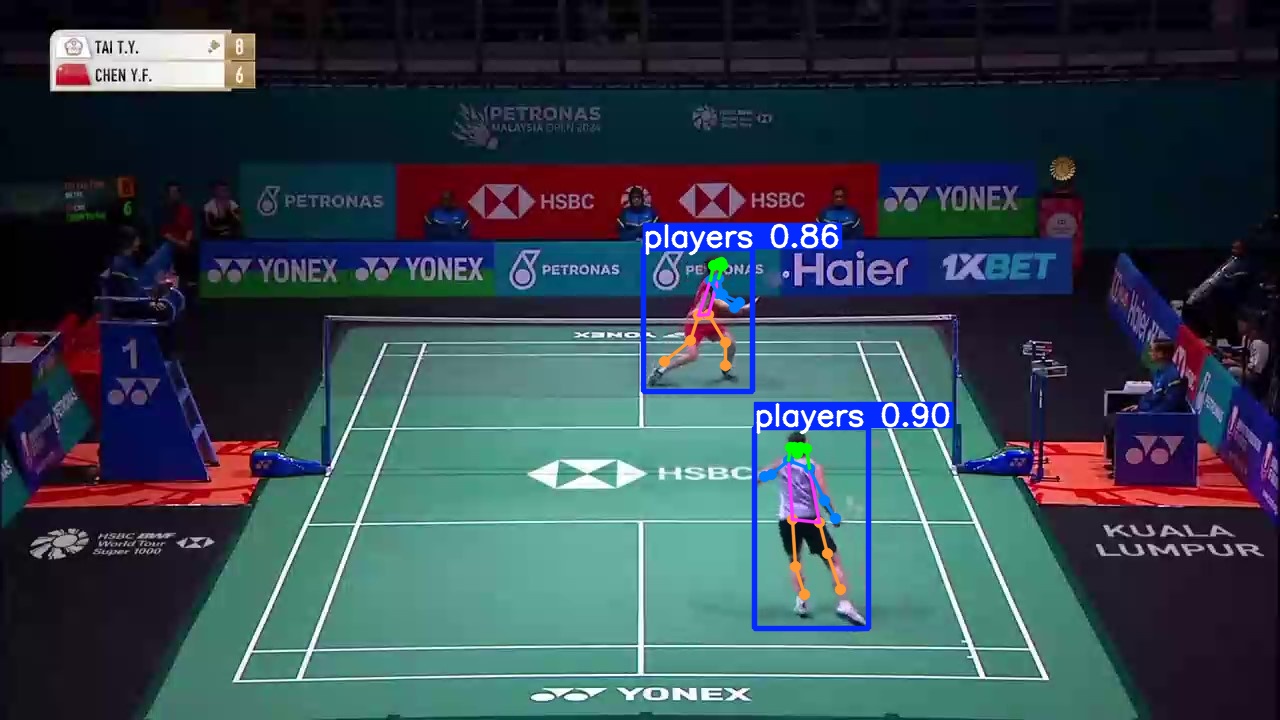 TAI T.Y. 8
CHEN Y.F. 6
PETRONAS
MALAYSIA OPEN 2024
PETRONAS
HSBC
HSBC
YONEX
6
players 0.86
YONEX
YONEX
PETRONAS
PETRONAS
Haier
1XBET
YONEX
1
players 0.90
HSBC
HSBC BWF
World Tour
Super 1000
KUALA
LUMPUR
YONEX